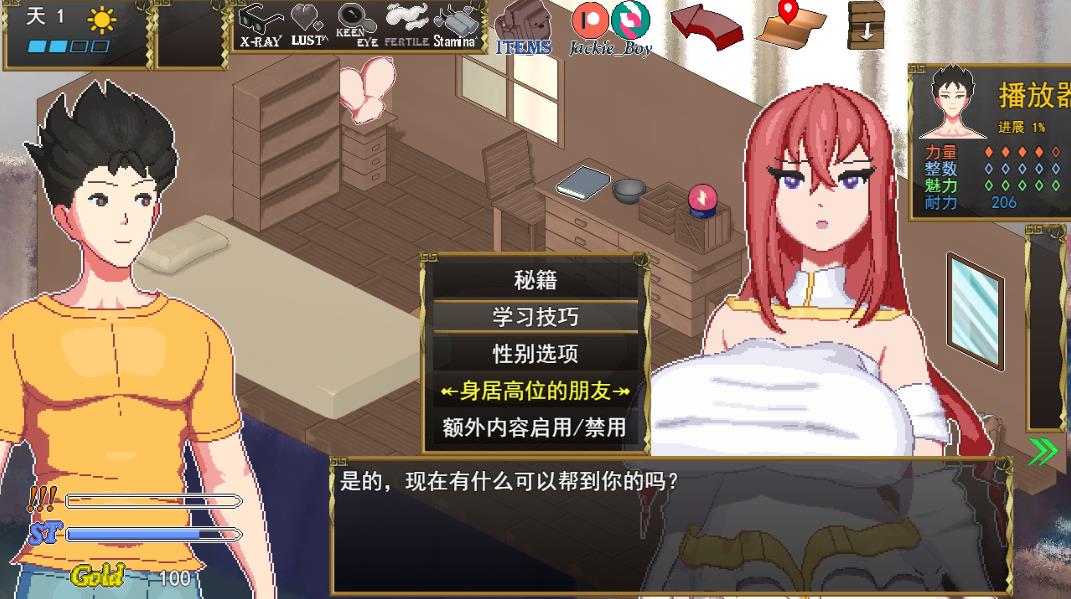 天 1
X-RAY
LUST^
KEEN EYE
FERTILE
Stamina^
ITEMS
Jackie_Boy
播放器
进展 1%
力量
整数
魅力
耐力 206
秘籍
学习技巧
性别选项
←身居高位的朋友→
额外内容启用/禁用
是的，现在有什么可以帮到你的吗？
!!!
ST
Gold 100